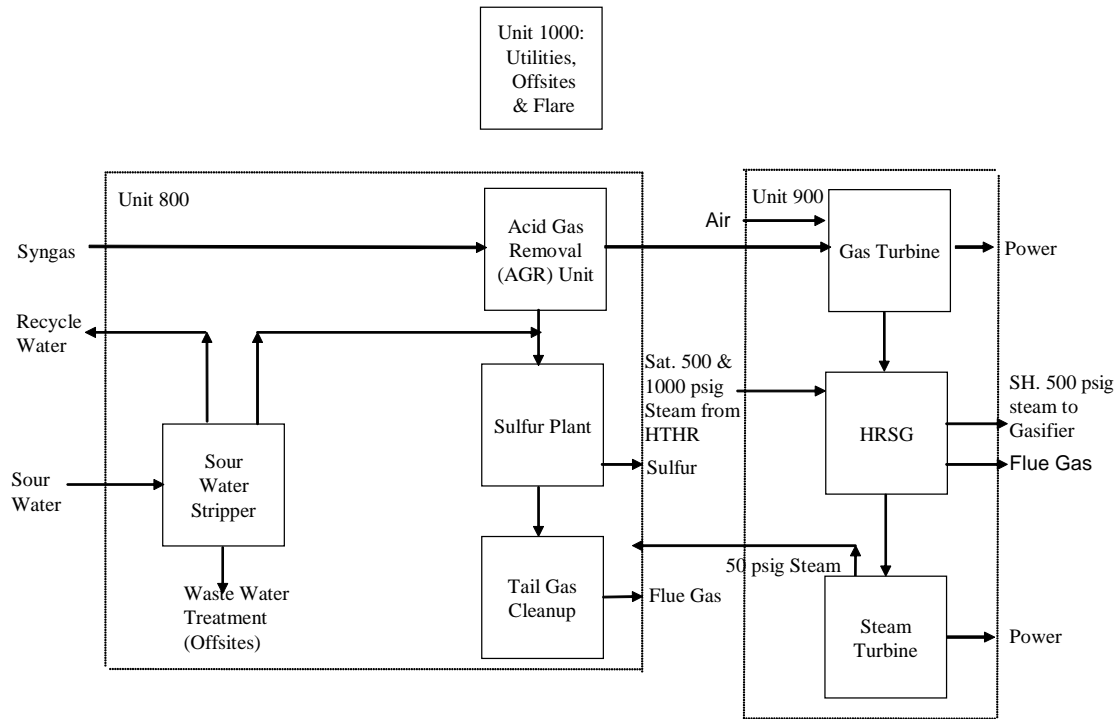 Unit 1000:
Utilities,
Offsites
& Flare
Unit 800
Acid Gas
Removal
(AGR) Unit
Syngas
Recycle
Water
Sulfur Plant
Sulfur
Sour
Water
Sour
Water
Stripper
Waste Water
Treatment
(Offsites)
Tail Gas
Cleanup
Flue Gas
Unit 900
Air
Gas Turbine
Power
Sat. 500 &
1000 psig
Steam from
HTHR
HRSG
SH. 500 psig
steam to
Gasifier
Flue Gas
50 psig Steam
Steam
Turbine
Power